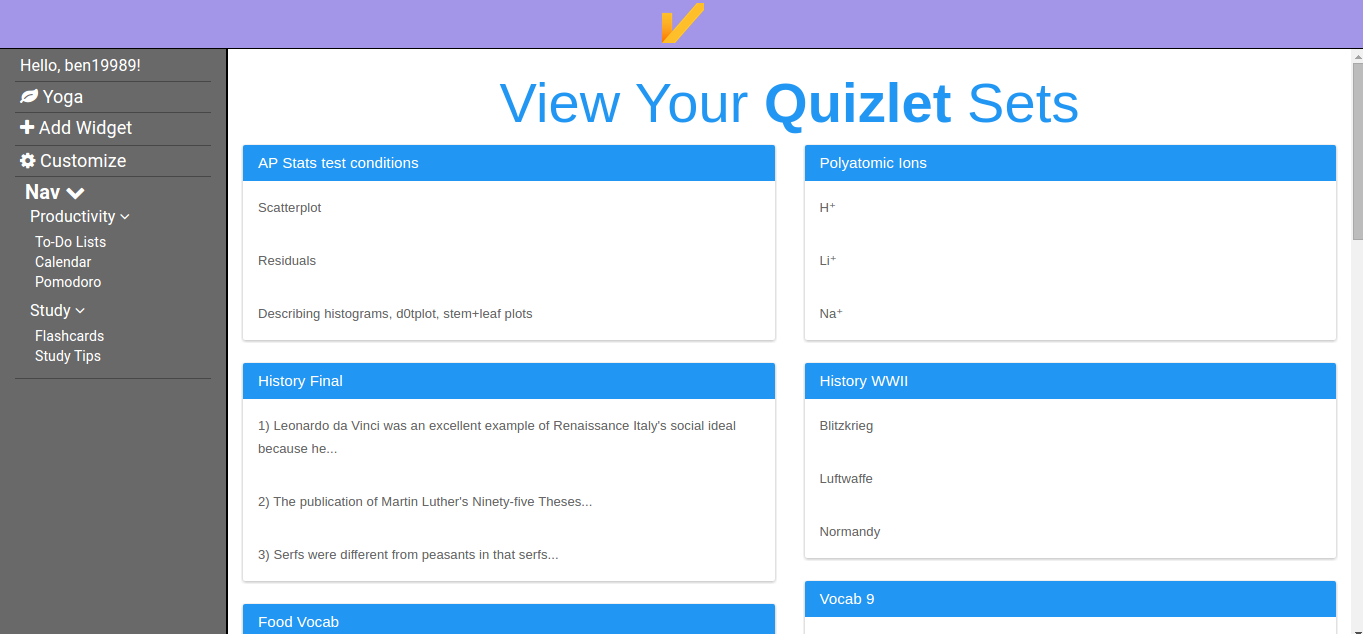 Hello, ben19989!
Yoga
Add Widget
Customize
Nav
Productivity
To-Do Lists
Calendar
Pomodoro
Study
Flashcards
Study Tips
View Your Quizlet Sets
AP Stats test conditions
Scatterplot
Residuals
Describing histograms, d0tplot, stem+leaf plots
Polyatomic Ions
H⁺
Li⁺
Na⁺
History Final
1) Leonardo da Vinci was an excellent example of Renaissance Italy's social ideal
because he...
2) The publication of Martin Luther's Ninety-five Theses...
3) Serfs were different from peasants in that serfs...
History WWII
Blitzkrieg
Luftwaffe
Normandy
Food Vocab
Vocab 9